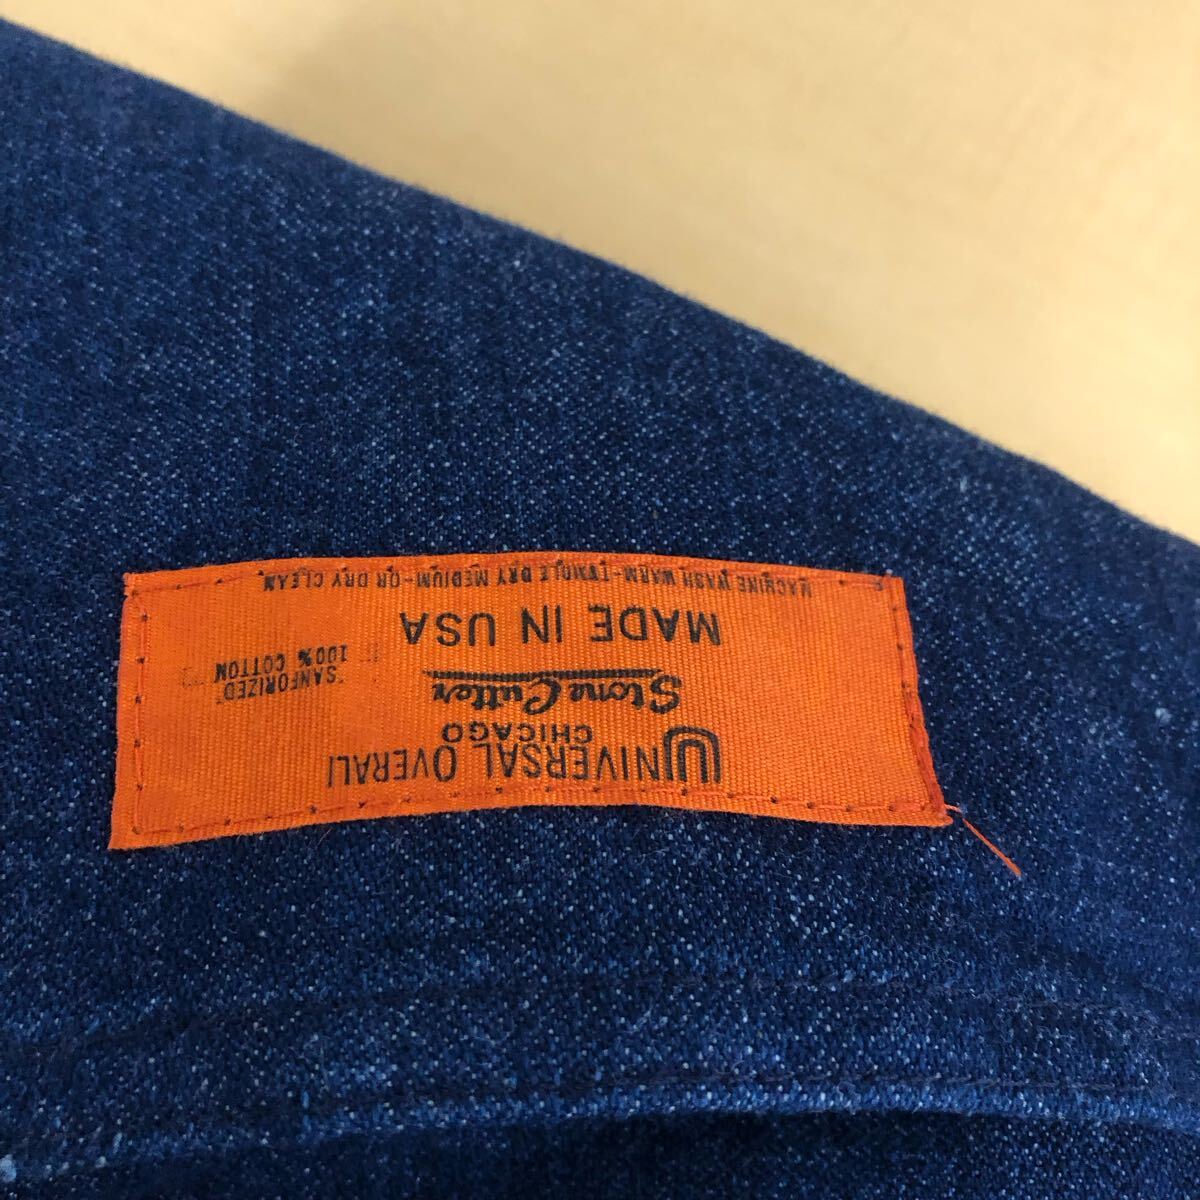 UNIVERSAL OVERALL
CHICAGO
Stone Cutter
"SANFORIZED"
100% COTTON
MADE IN USA
MACHINE WASH WARM-TUMBLE DRY MEDIUM-OR DRY CLEAN